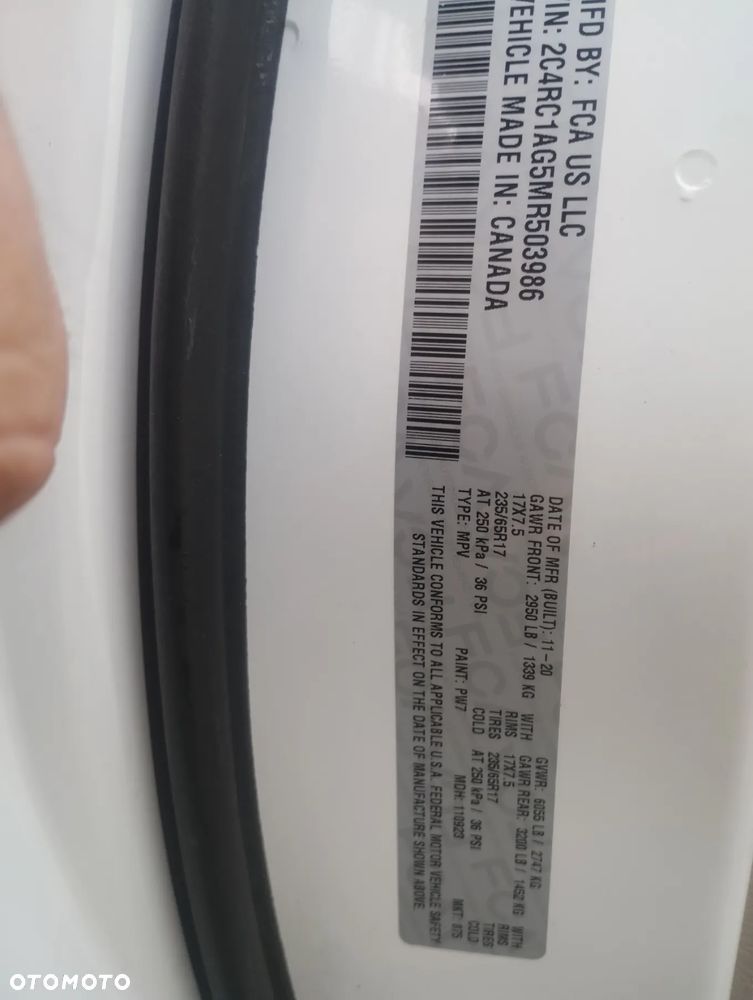 MFD BY: FCA US LLC
VIN: 2C4RC1AG5MR503986
VEHICLE MADE IN: CANADA
DATE OF MFR (BUILT): 11-20 GVWR: 6055 LB / 2747 KG
GAWR FRONT: 2950 LB / 1339 KG WITH GAWR REAR: 3200 LB / 1452 KG WITH
17X7.5 RIMS 17X7.5 RIMS
235/65R17 TIRES 235/65R17 TIRES
AT 250 kPa / 36 PSI COLD AT 250 kPa / 36 PSI COLD
TYPE: MPV PAINT: PW7 MDH: 110923 MKT: 875
THIS VEHICLE CONFORMS TO ALL APPLICABLE U.S.A. FEDERAL MOTOR VEHICLE SAFETY
STANDARDS IN EFFECT ON THE DATE OF MANUFACTURE SHOWN ABOVE.
OTOMOTO